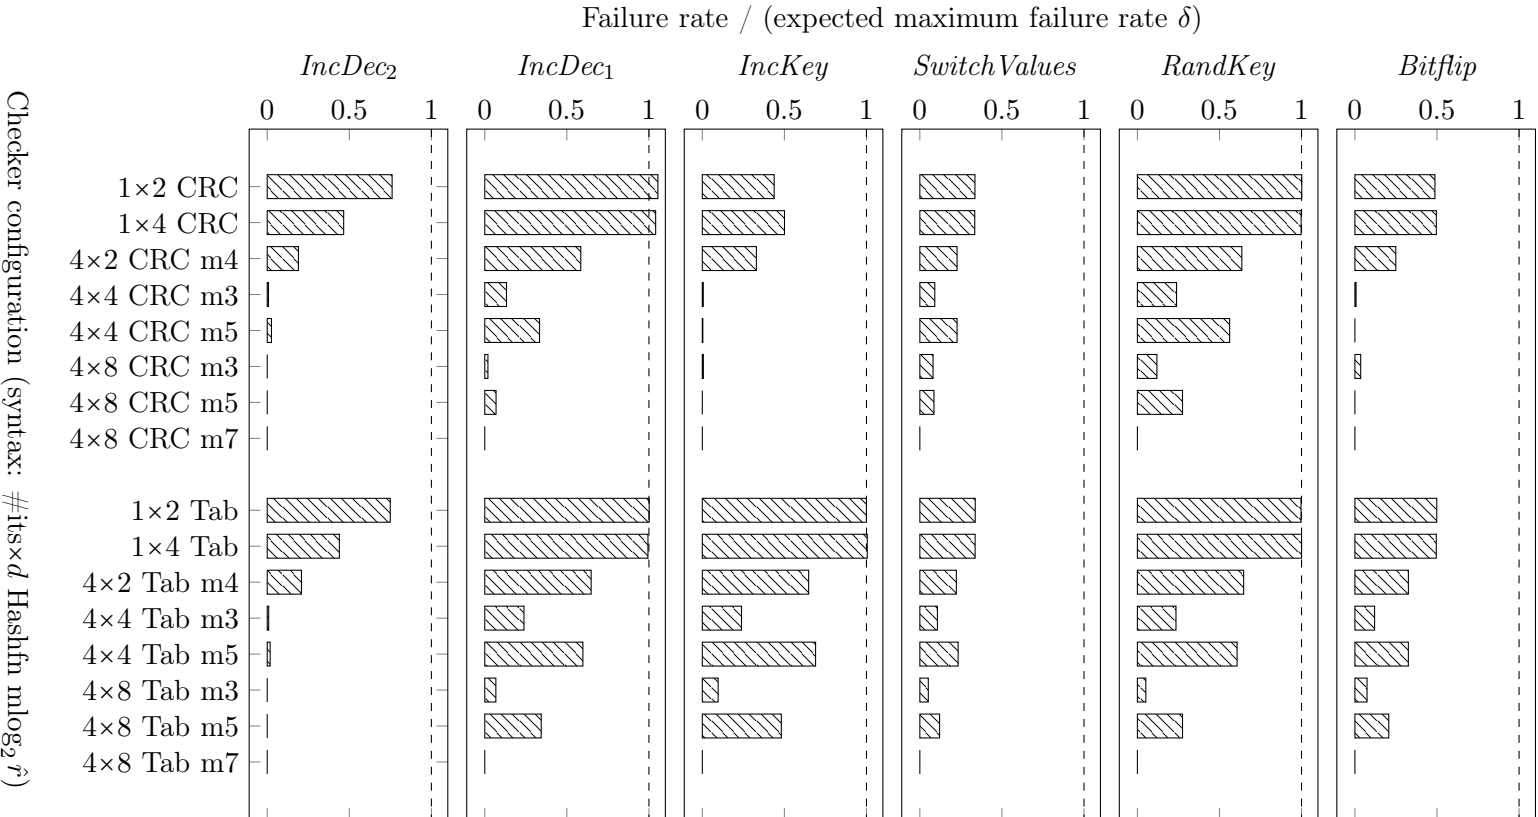 Failure rate / (expected maximum failure rate δ)
IncDec₂ IncDec₁ IncKey SwitchValues RandKey Bitflip
0 0.5 1 0 0.5 1 0 0.5 1 0 0.5 1 0 0.5 1 0 0.5 1
Checker configuration (syntax: #its×d Hashfn mlog₂ r̂)
1×2 CRC
1×4 CRC
4×2 CRC m4
4×4 CRC m3
4×4 CRC m5
4×8 CRC m3
4×8 CRC m5
4×8 CRC m7
1×2 Tab
1×4 Tab
4×2 Tab m4
4×4 Tab m3
4×4 Tab m5
4×8 Tab m3
4×8 Tab m5
4×8 Tab m7